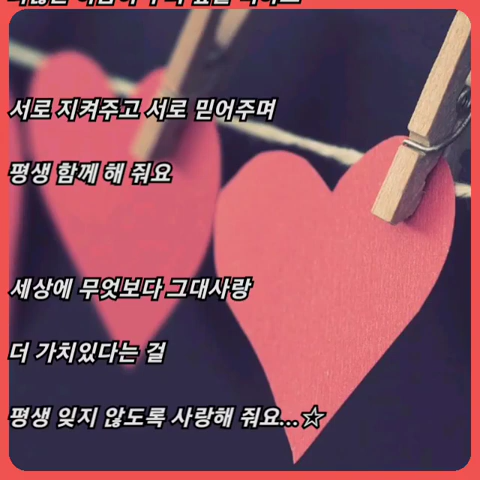 서로 지켜주고 서로 믿어주며
평생 함께 해 줘요
세상에 무엇보다 그대사랑
더 가치있다는 걸
평생 잊지 않도록 사랑해 줘요...☆